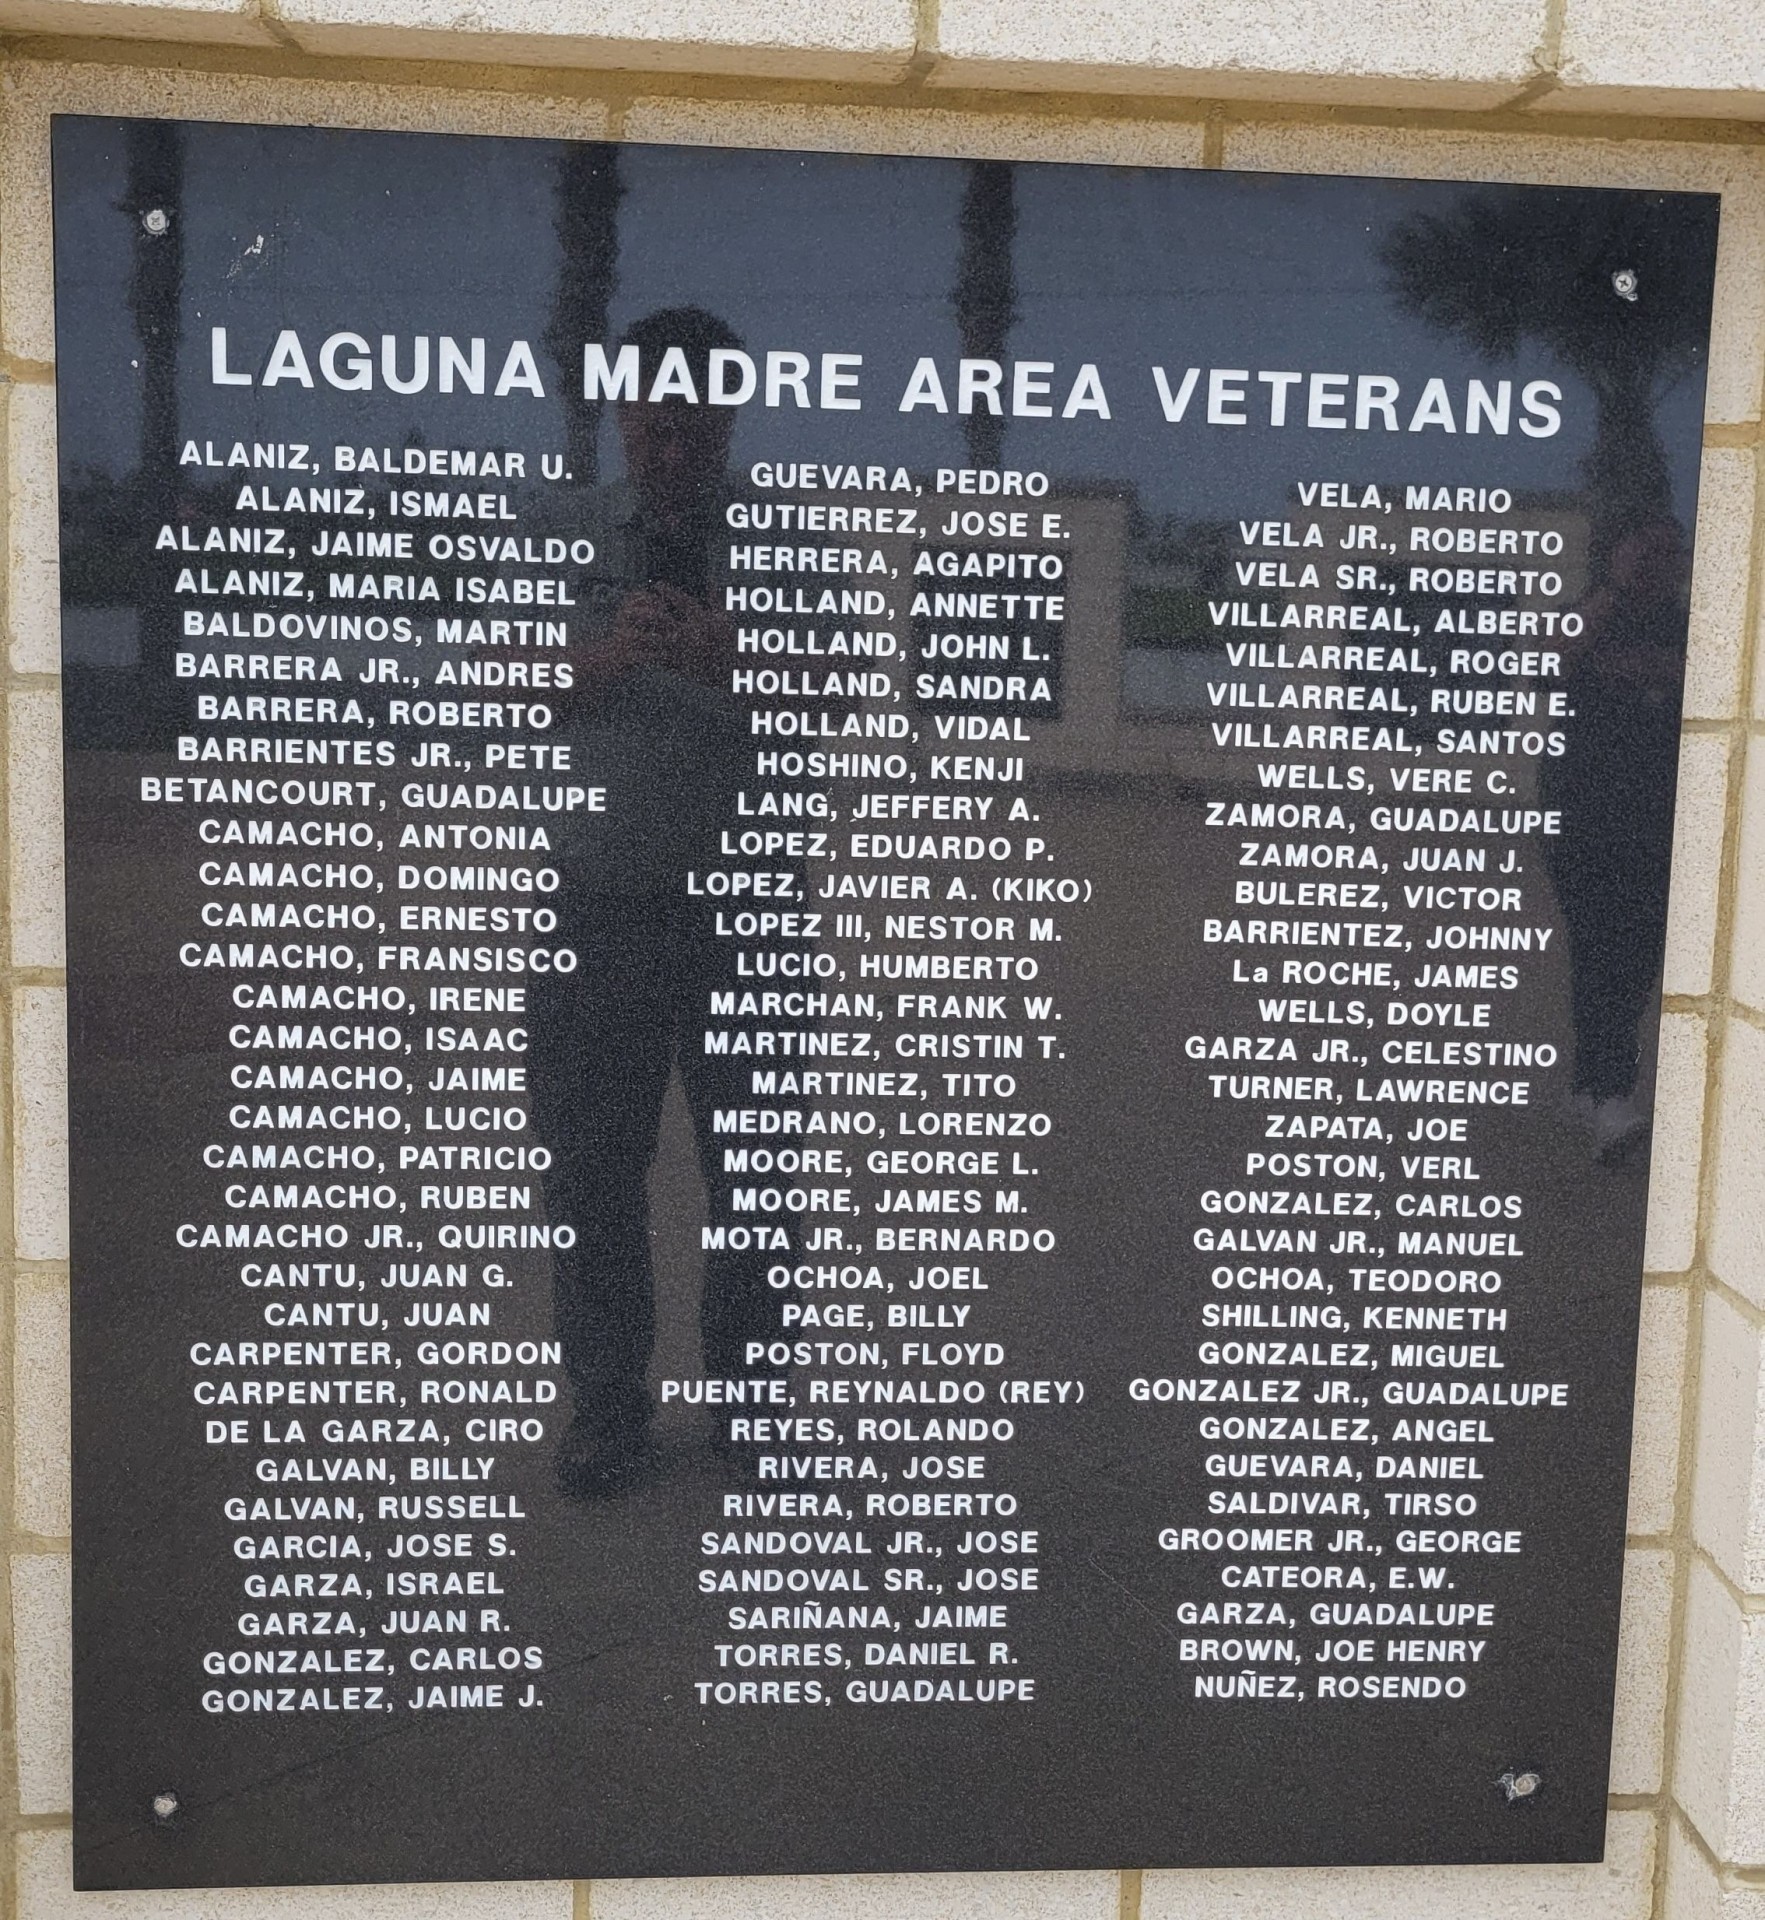 LAGUNA MADRE AREA VETERANS
ALANIZ, BALDEMAR U.
ALANIZ, ISMAEL
ALANIZ, JAIME OSVALDO
ALANIZ, MARIA ISABEL
BALDOVINOS, MARTIN
BARRERA JR., ANDRES
BARRERA, ROBERTO
BARRIENTES JR., PETE
BETANCOURT, GUADALUPE
CAMACHO, ANTONIA
CAMACHO, DOMINGO
CAMACHO, ERNESTO
CAMACHO, FRANSISCO
CAMACHO, IRENE
CAMACHO, ISAAC
CAMACHO, JAIME
CAMACHO, LUCIO
CAMACHO, PATRICIO
CAMACHO, RUBEN
CAMACHO JR., QUIRINO
CANTU, JUAN G.
CANTU, JUAN
CARPENTER, GORDON
CARPENTER, RONALD
DE LA GARZA, CIRO
GALVAN, BILLY
GALVAN, RUSSELL
GARCIA, JOSE S.
GARZA, ISRAEL
GARZA, JUAN R.
GONZALEZ, CARLOS
GONZALEZ, JAIME J.
GUEVARA, PEDRO
GUTIERREZ, JOSE E.
HERRERA, AGAPITO
HOLLAND, ANNETTE
HOLLAND, JOHN L.
HOLLAND, SANDRA
HOLLAND, VIDAL
HOSHINO, KENJI
LANG, JEFFERY A.
LOPEZ, EDUARDO P.
LOPEZ, JAVIER A. (KIKO)
LOPEZ III, NESTOR M.
LUCIO, HUMBERTO
MARCHAN, FRANK W.
MARTINEZ, CRISTIN T.
MARTINEZ, TITO
MEDRANO, LORENZO
MOORE, GEORGE L.
MOORE, JAMES M.
MOTA JR., BERNARDO
OCHOA, JOEL
PAGE, BILLY
POSTON, FLOYD
PUENTE, REYNALDO (REY)
REYES, ROLANDO
RIVERA, JOSE
RIVERA, ROBERTO
SANDOVAL JR., JOSE
SANDOVAL SR., JOSE
SARIÑANA, JAIME
TORRES, DANIEL R.
TORRES, GUADALUPE
VELA, MARIO
VELA JR., ROBERTO
VELA SR., ROBERTO
VILLARREAL, ALBERTO
VILLARREAL, ROGER
VILLARREAL, RUBEN E.
VILLARREAL, SANTOS
WELLS, VERE C.
ZAMORA, GUADALUPE
ZAMORA, JUAN J.
BULEREZ, VICTOR
BARRIENTEZ, JOHNNY
La ROCHE, JAMES
WELLS, DOYLE
GARZA JR., CELESTINO
TURNER, LAWRENCE
ZAPATA, JOE
POSTON, VERL
GONZALEZ, CARLOS
GALVAN JR., MANUEL
OCHOA, TEODORO
SHILLING, KENNETH
GONZALEZ, MIGUEL
GONZALEZ JR., GUADALUPE
GONZALEZ, ANGEL
GUEVARA, DANIEL
SALDIVAR, TIRSO
GROOMER JR., GEORGE
CATEORA, E.W.
GARZA, GUADALUPE
BROWN, JOE HENRY
NUÑEZ, ROSENDO